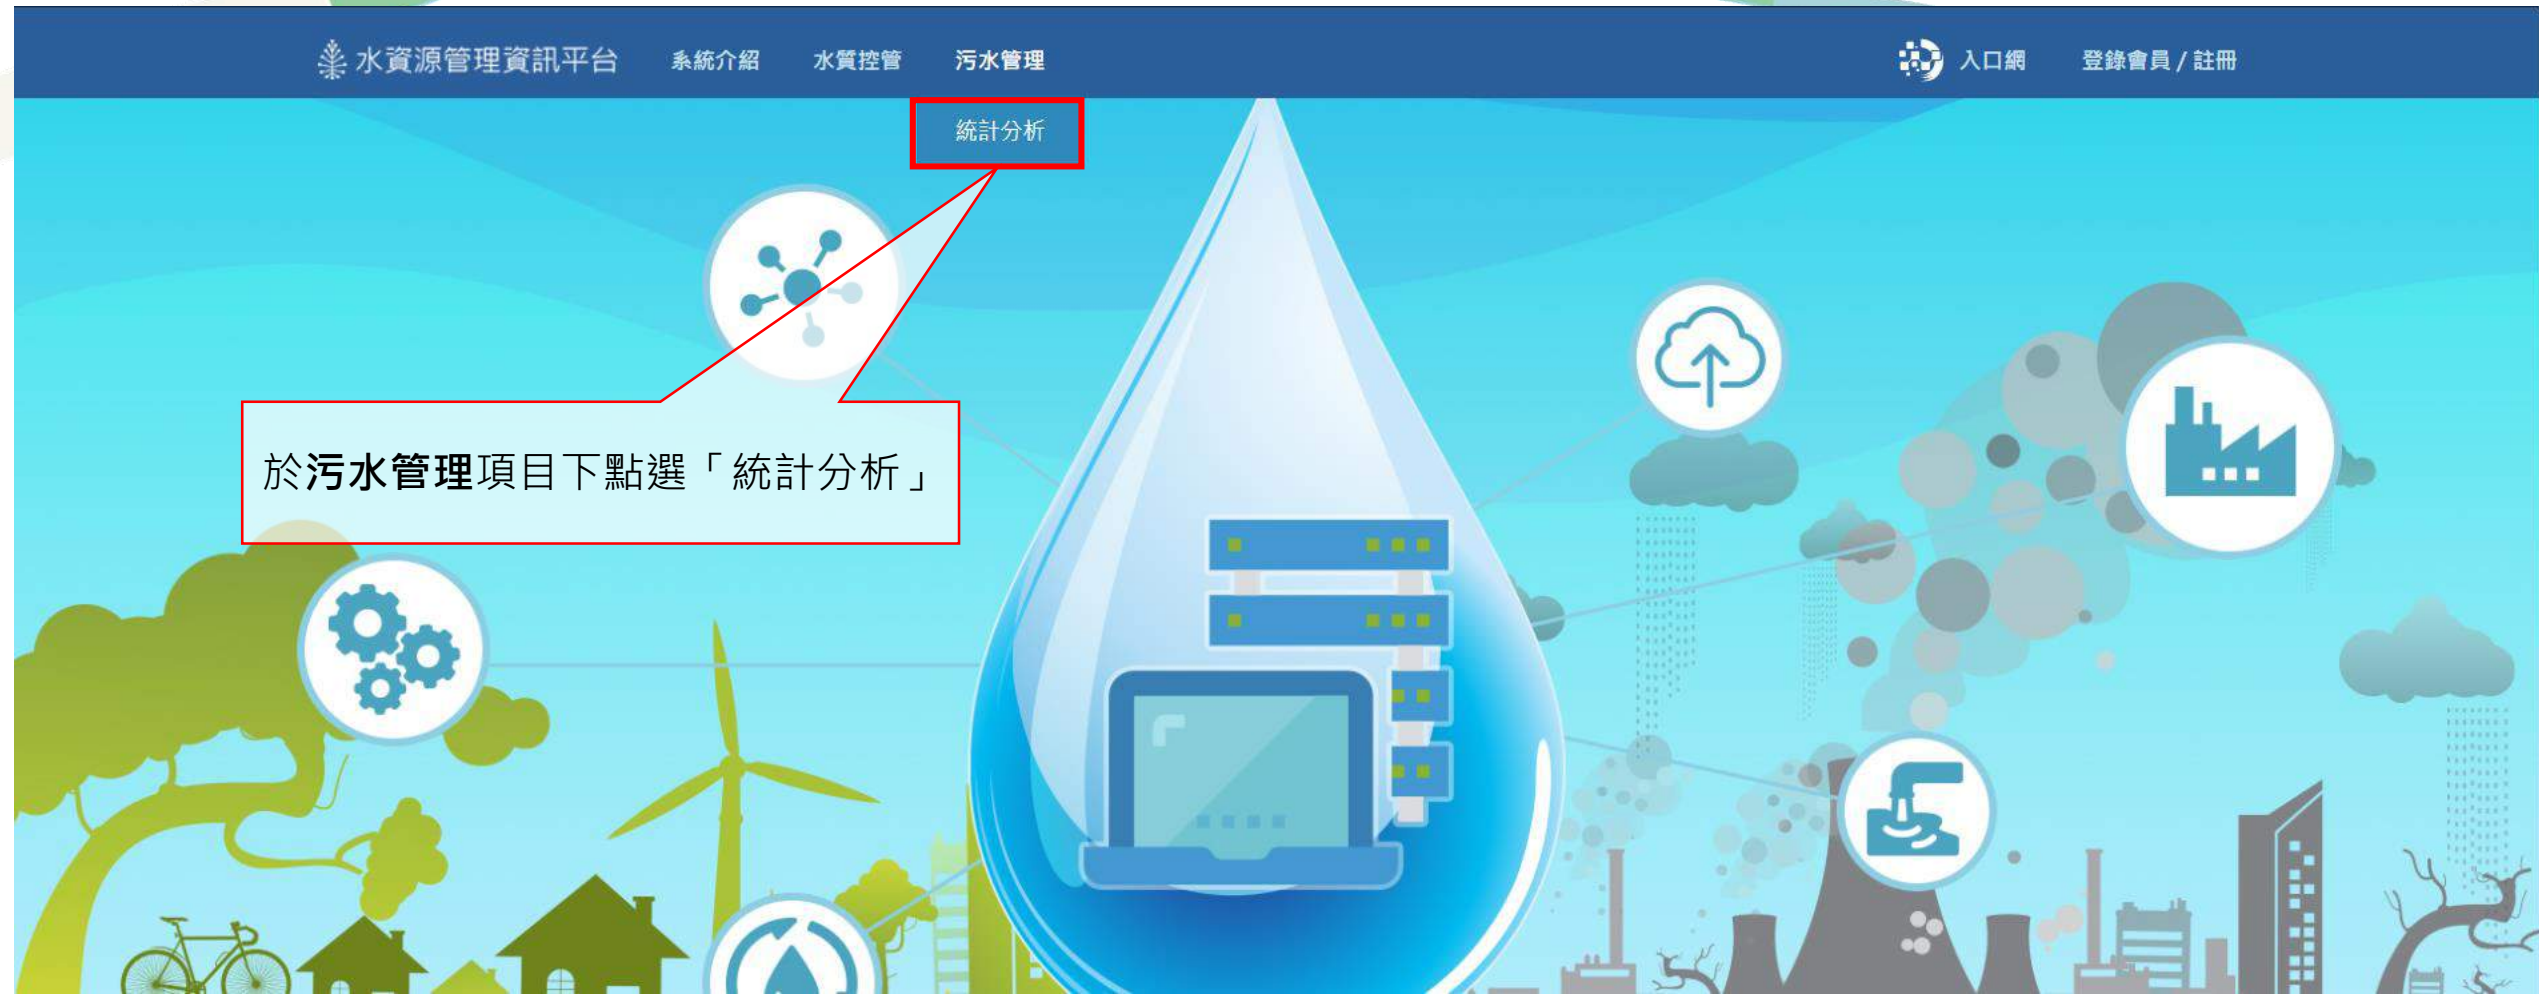 水資源管理資訊平台 系統介紹 水質控管 污水管理 入口網 登錄會員 / 註冊
統計分析
於污水管理項目下點選「統計分析」